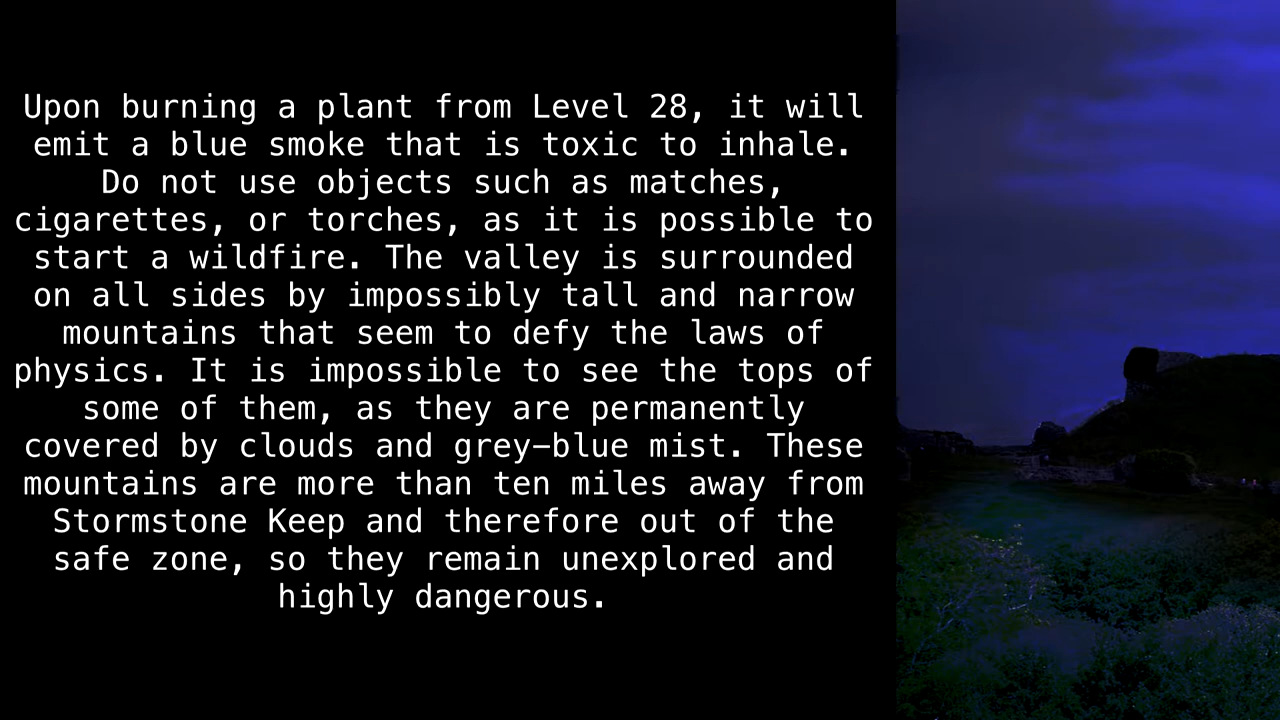 Upon burning a plant from Level 28, it will
emit a blue smoke that is toxic to inhale.
Do not use objects such as matches,
cigarettes, or torches, as it is possible to
start a wildfire. The valley is surrounded
on all sides by impossibly tall and narrow
mountains that seem to defy the laws of
physics. It is impossible to see the tops of
some of them, as they are permanently
covered by clouds and grey–blue mist. These
mountains are more than ten miles away from
Stormstone Keep and therefore out of the
safe zone, so they remain unexplored and
highly dangerous.